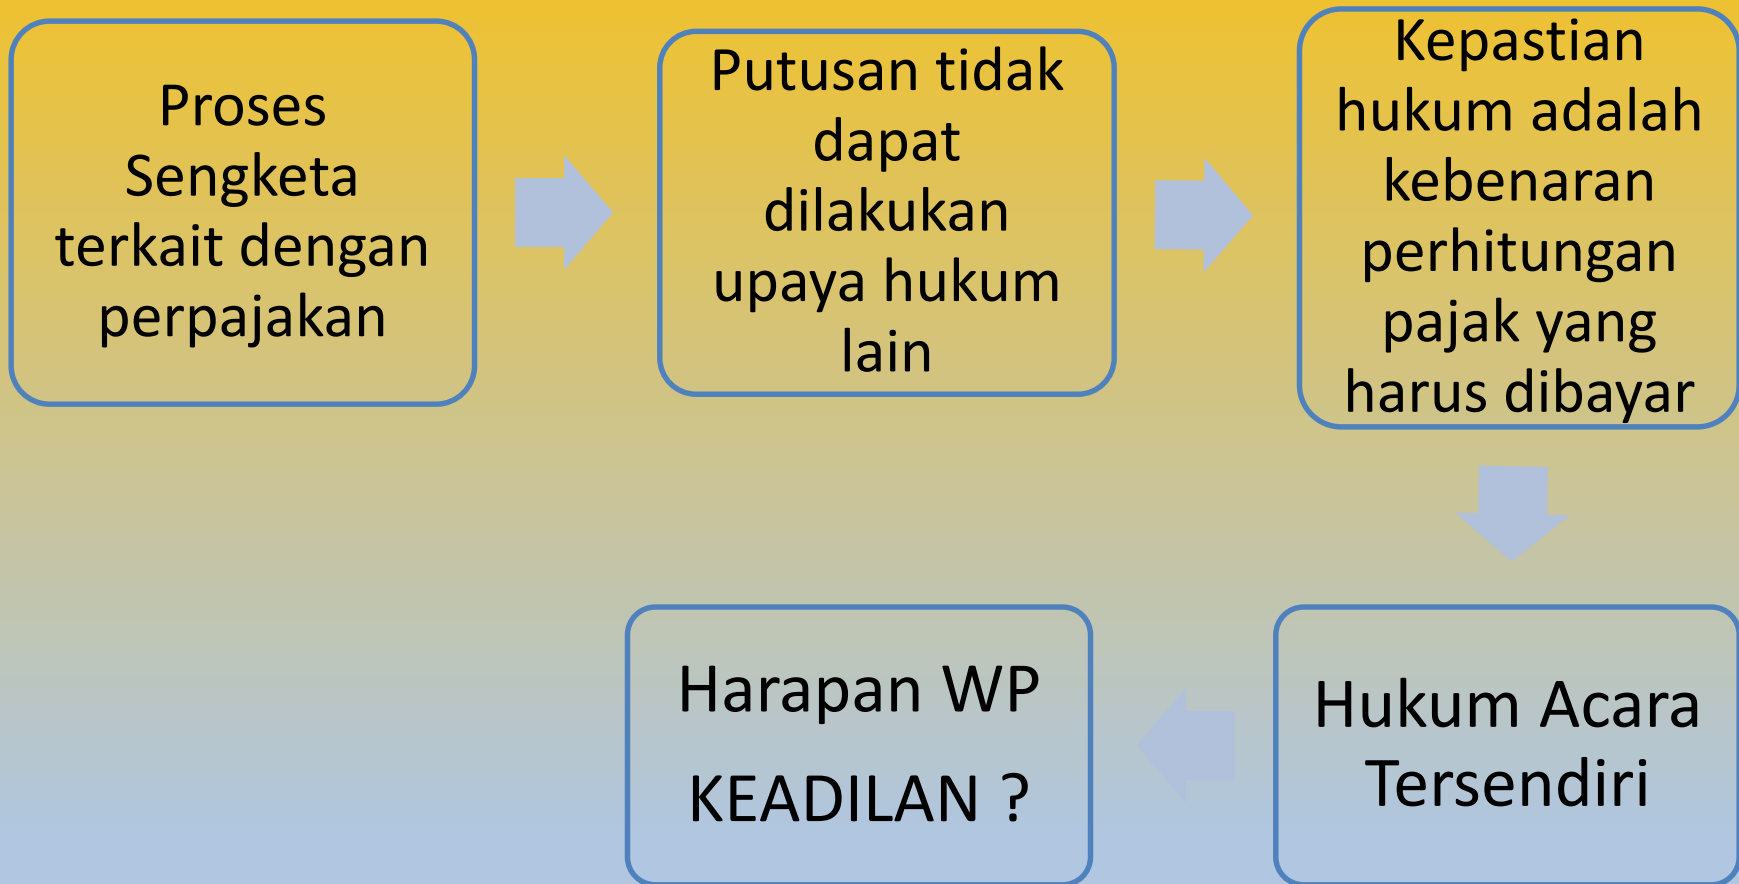 Proses
Sengketa
terkait dengan
perpajakan
Putusan tidak
dapat
dilakukan
upaya hukum
lain
Kepastian
hukum adalah
kebenaran
perhitungan
pajak yang
harus dibayar
Hukum Acara
Tersendiri
Harapan WP
KEADILAN ?